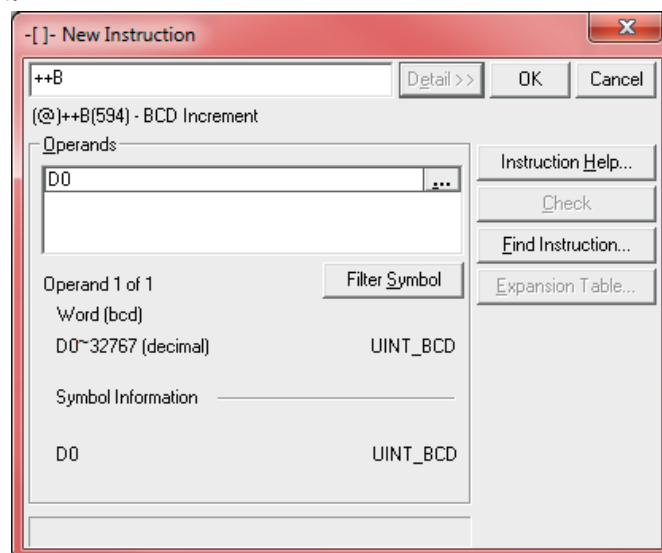 -[ ]- New Instruction
++B
Detail >>
OK
Cancel
(@)++B(594) - BCD Increment
Operands
D0
...
Instruction Help...
Check
Find Instruction...
Expansion Table...
Operand 1 of 1
Filter Symbol
Word (bcd)
D0~32767 (decimal) UINT_BCD
Symbol Information
D0 UINT_BCD